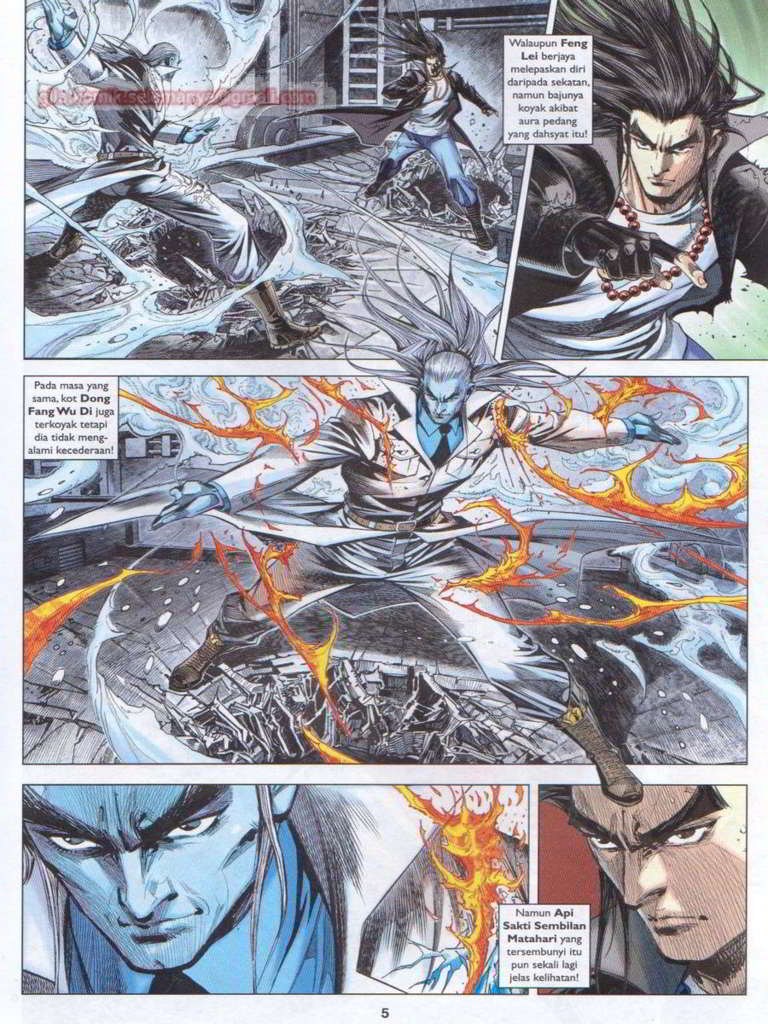 Walaupun Feng
Lei berjaya
melepaskan diri
daripada sekatan,
namun bajunya
koyak akibat
aura pedang
yang dahsyat itu!
Pada masa yang
sama, kot Dong
Fang Wu Di juga
terkoyak tetapi
dia tidak meng-
alami kecederaan!
Namun Api
Sakti Sembilan
Matahari yang
tersembunyi itu
pun sekali lagi
jelas kelihatan!
5